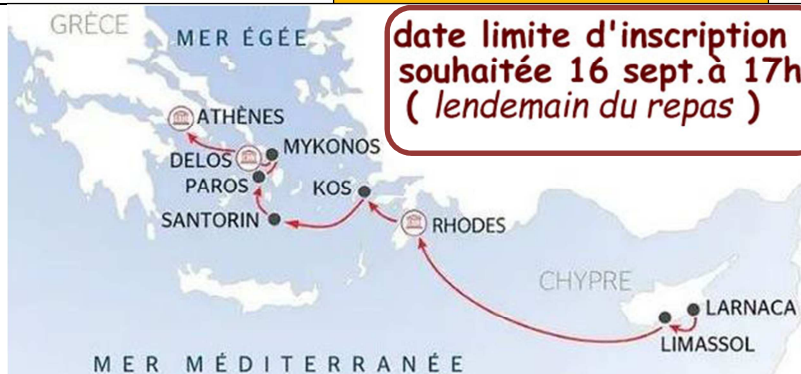 GRÈCE
MER ÉGÉE
date limite d'inscription
souhaitée 16 sept.à 17h
( lendemain du repas )
ATHÈNES
MYKONOS
DELOS
PAROS
KOS
SANTORIN
RHODES
CHYPRE
LARNACA
LIMASSOL
MER MÉDITERRANÉE